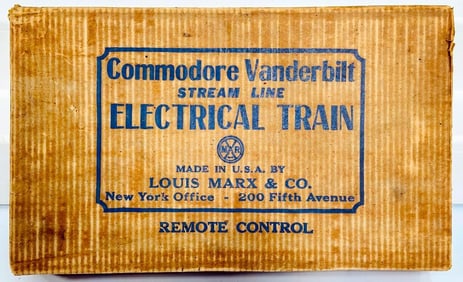 Commodore Vanderbilt
STREAM LINE
ELECTRICAL TRAIN
MAR
MADE IN U.S.A. BY
LOUIS MARX & CO.
New York Office - 200 Fifth Avenue
REMOTE CONTROL